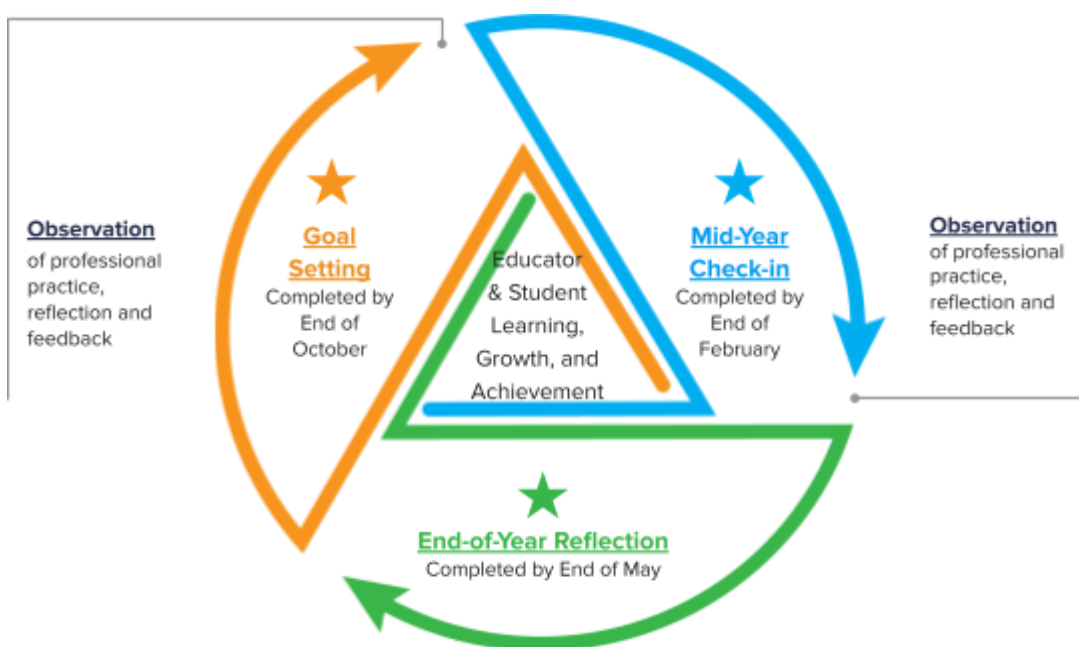 Observation
of professional
practice,
reflection and
feedback
Goal
Setting
Completed by
End of
October
Educator
& Student
Learning,
Growth, and
Achievement
Mid-Year
Check-in
Completed by
End of
February
Observation
of professional
practice,
reflection and
feedback
End-of-Year Reflection
Completed by End of May